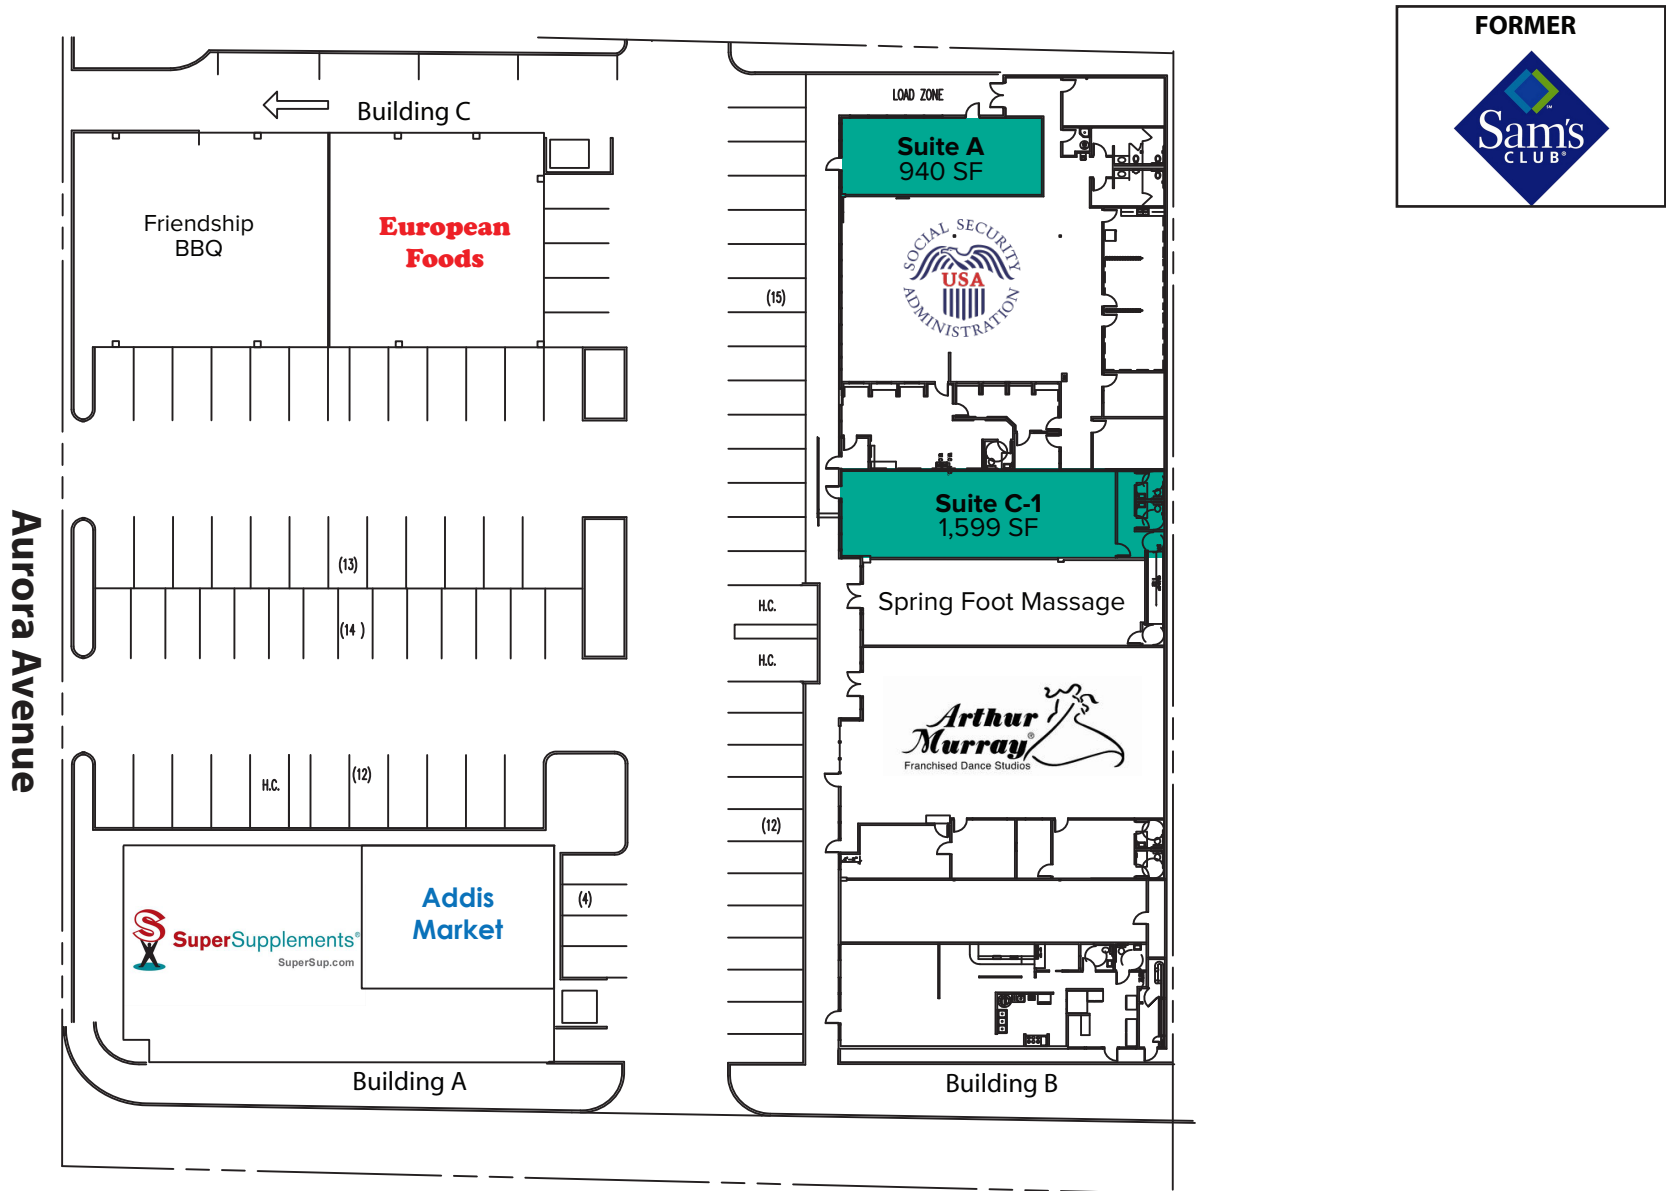 FORMER
Sam's
CLUB®
Building C
LOAD ZONE
Suite A
940 SF
Friendship
BBQ
European
Foods
SOCIAL SECURITY
USA
ADMINISTRATION
(15)
Suite C-1
1,599 SF
(13)
(14 )
H.C.
H.C.
Spring Foot Massage
Aurora Avenue
Arthur
Murray®
Franchised Dance Studios
H.C.
(12)
(12)
Addis
Market
(4)
S
SuperSupplements®
SuperSup.com
Building A
Building B